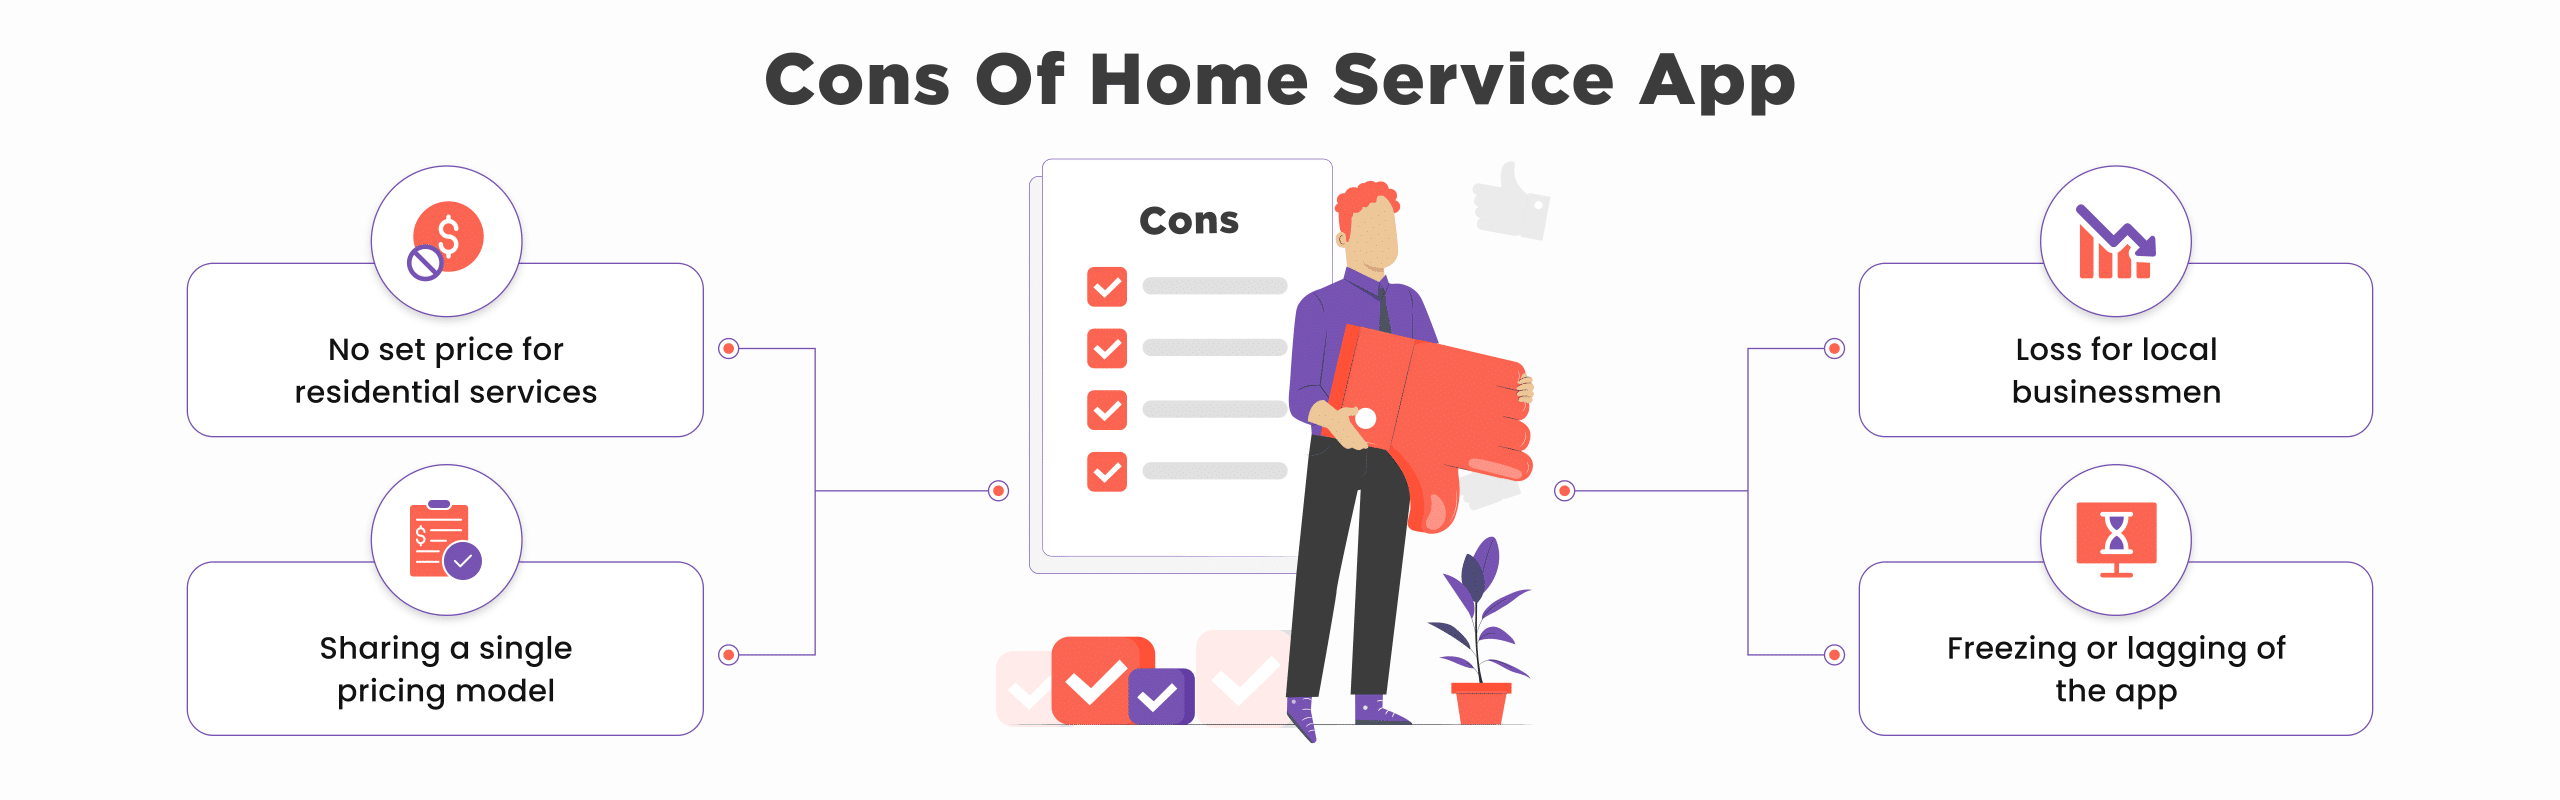 Cons Of Home Service App
No set price for
residential services
Sharing a single
pricing model
Cons
Loss for local
businessmen
Freezing or lagging of
the app